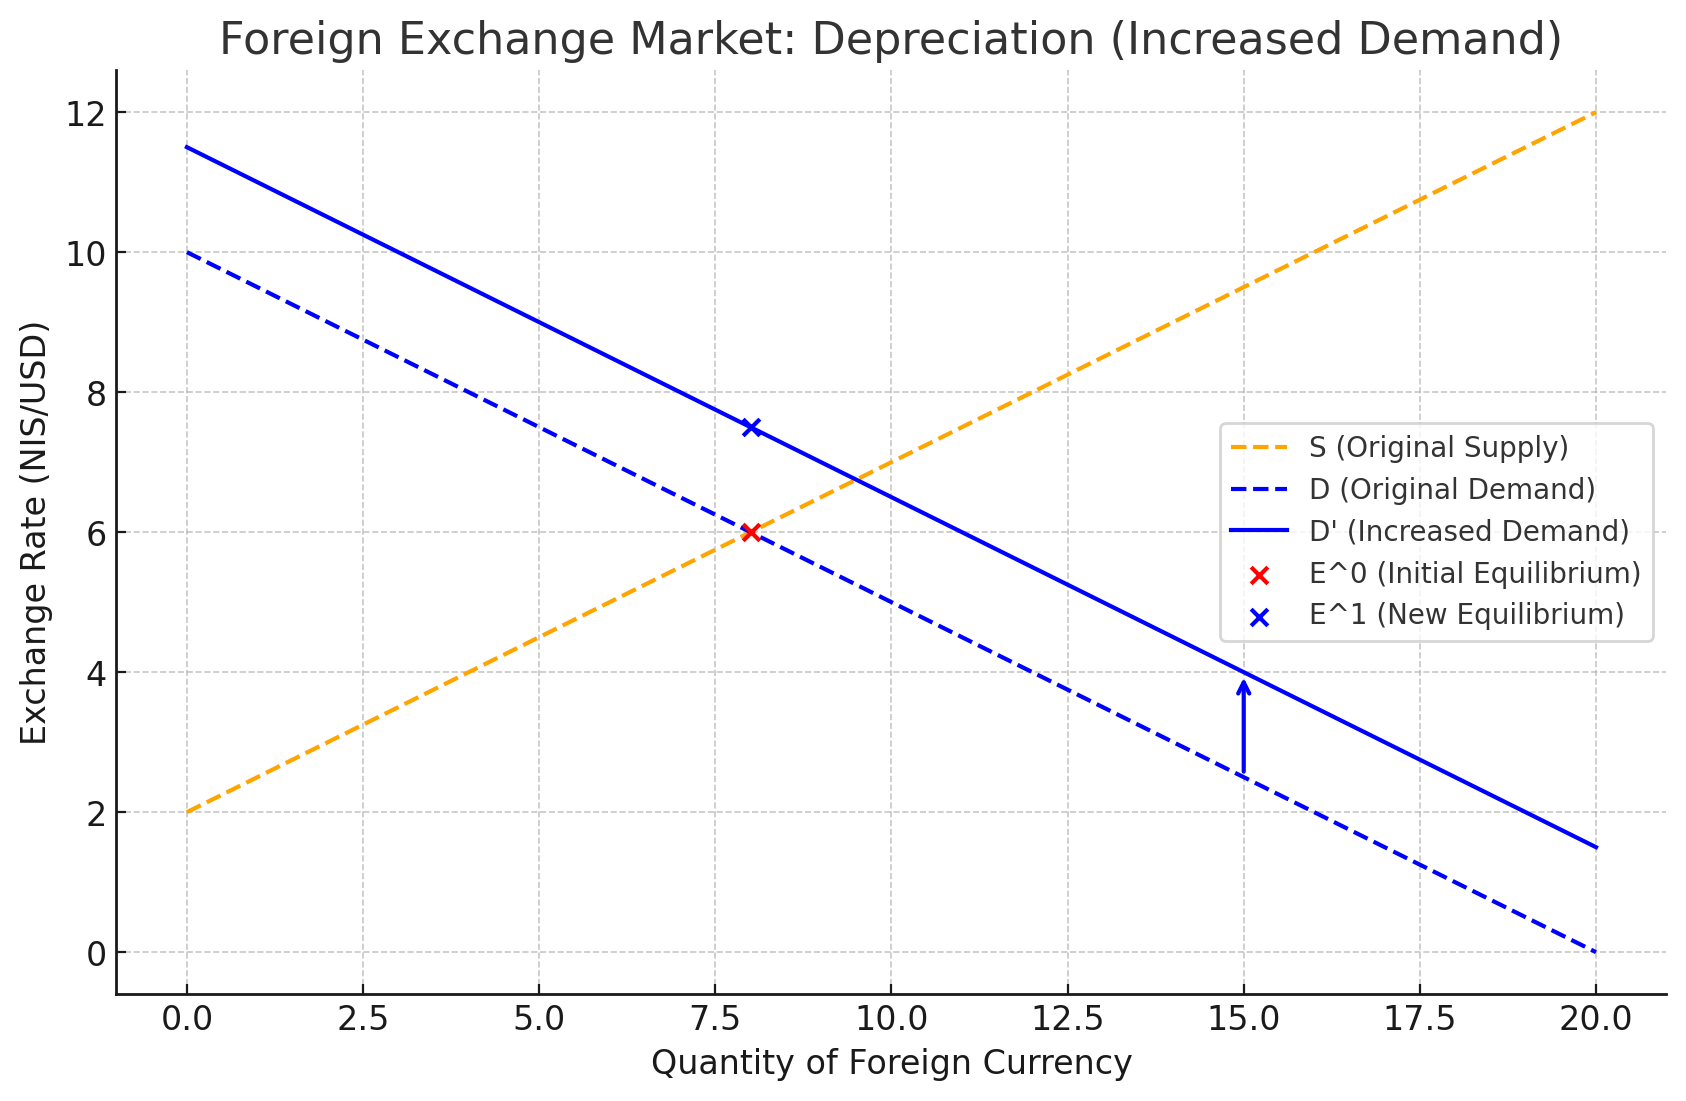 Foreign Exchange Market: Depreciation (Increased Demand)
Exchange Rate (NIS/USD)
12
10
8
6
4
2
0
S (Original Supply)
D (Original Demand)
D' (Increased Demand)
E^0 (Initial Equilibrium)
E^1 (New Equilibrium)
0.0 2.5 5.0 7.5 10.0 12.5 15.0 17.5 20.0
Quantity of Foreign Currency